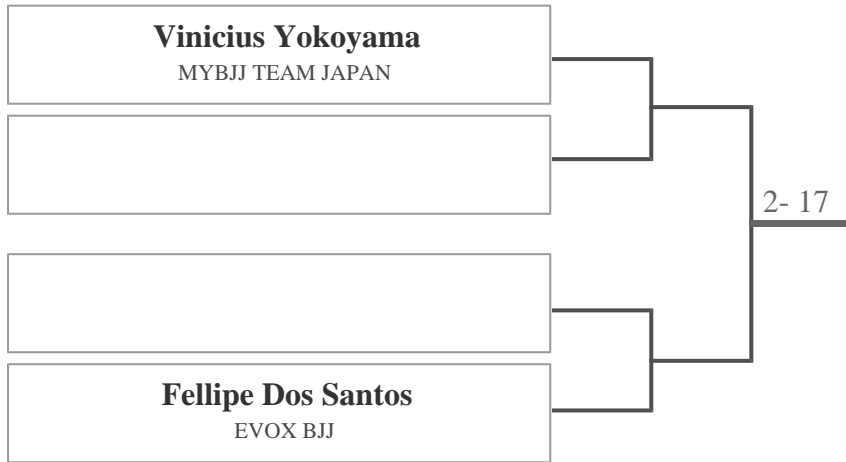 Vinicius Yokoyama
MYBJJ TEAM JAPAN
2- 17
Fellipe Dos Santos
EVOX BJJ